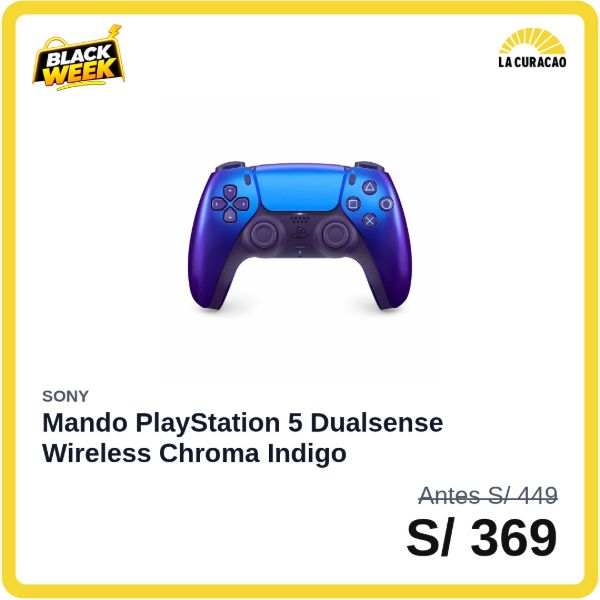 BLACK
WEEK
LA CURACAO
SONY
Mando PlayStation 5 Dualsense
Wireless Chroma Indigo
Antes S/ 449
S/ 369